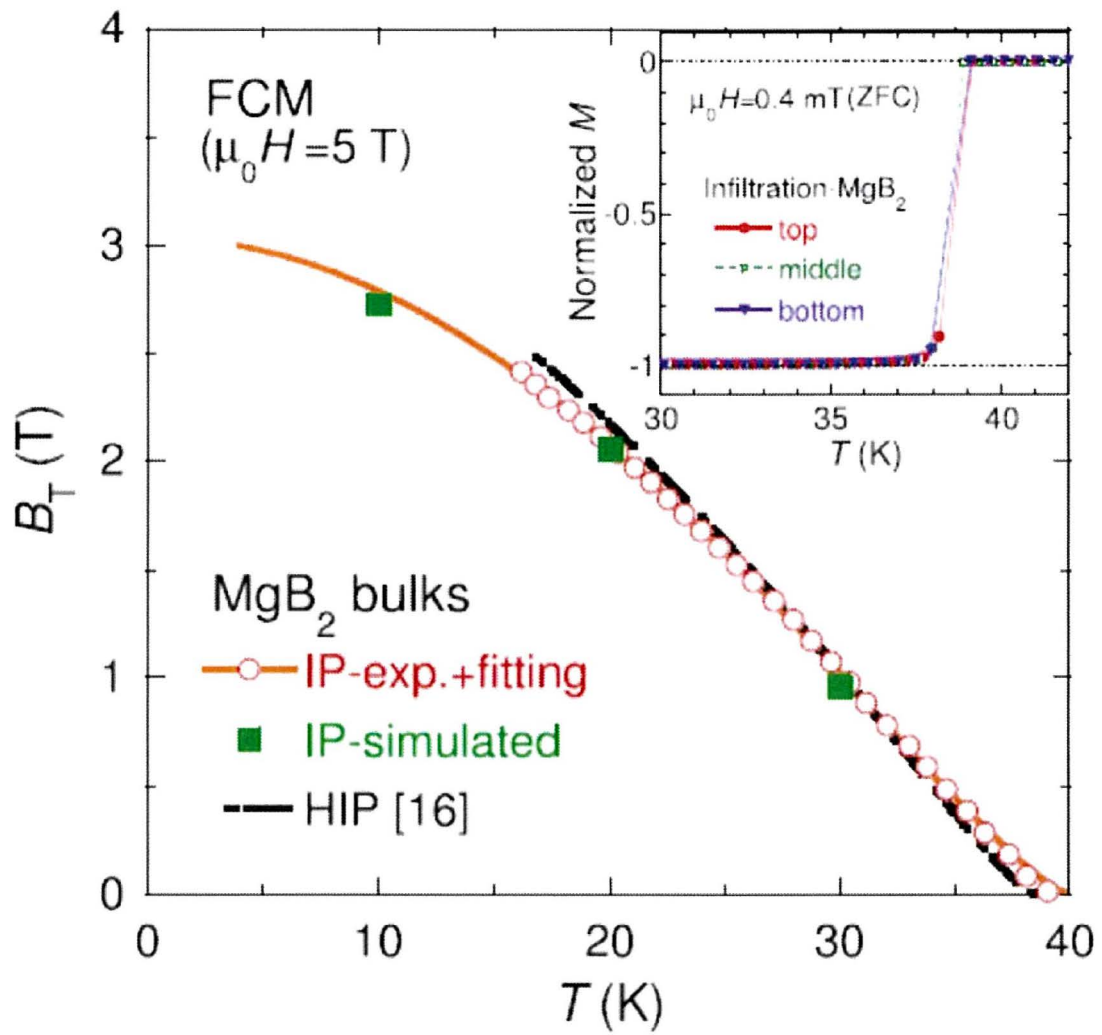 4
3
2
1
0
B_T (T)
FCM
(μ₀H=5 T)
MgB₂ bulks
IP-exp.+fitting
IP-simulated
HIP [16]
0 10 20 30 40
T (K)
0
-0.5
-1
Normalized M
μ₀H=0.4 mT(ZFC)
Infiltration-MgB₂
top
middle
bottom
30 35 40
T (K)